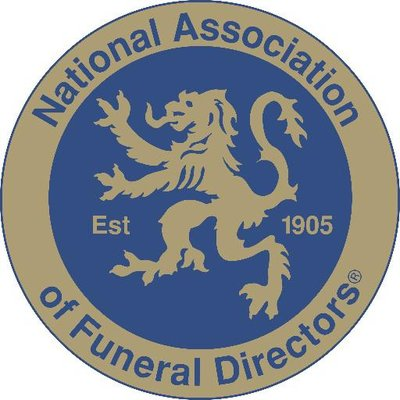 National Association
Est 1905
of Funeral Directors®